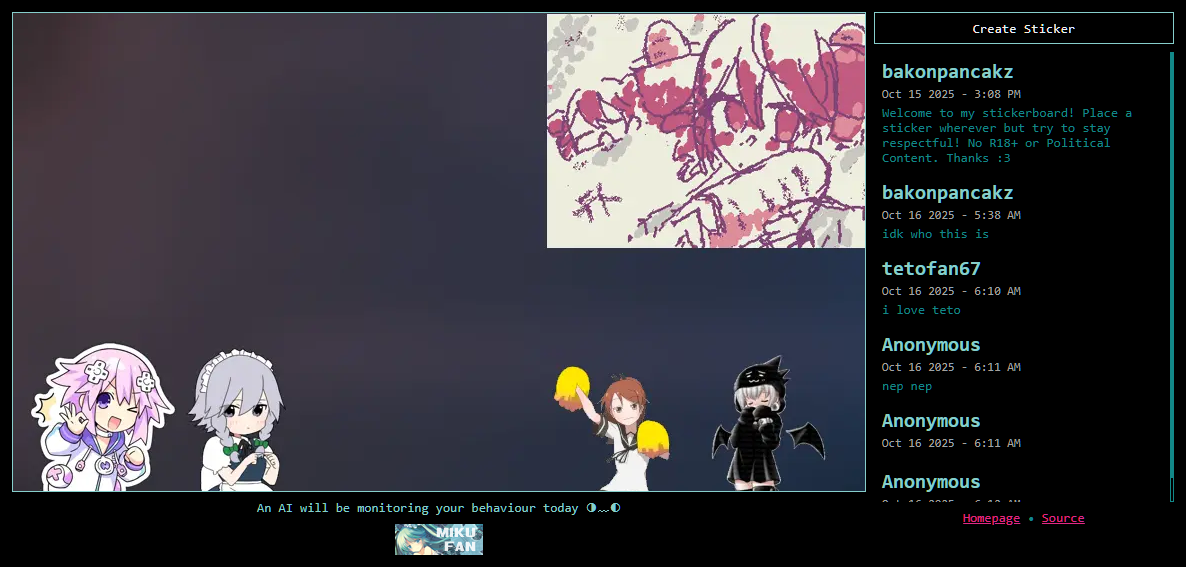 Create Sticker
bakonpancakz
Oct 15 2025 - 3:08 PM
Welcome to my stickerboard! Place a
sticker wherever but try to stay
respectful! No R18+ or Political
Content. Thanks :3
bakonpancakz
Oct 16 2025 - 5:38 AM
idk who this is
tetofan67
Oct 16 2025 - 6:10 AM
i love teto
Anonymous
Oct 16 2025 - 6:11 AM
nep nep
Anonymous
Oct 16 2025 - 6:11 AM
Anonymous
An AI will be monitoring your behaviour today ◑﹏◐
MIKU
FAN
Homepage • Source